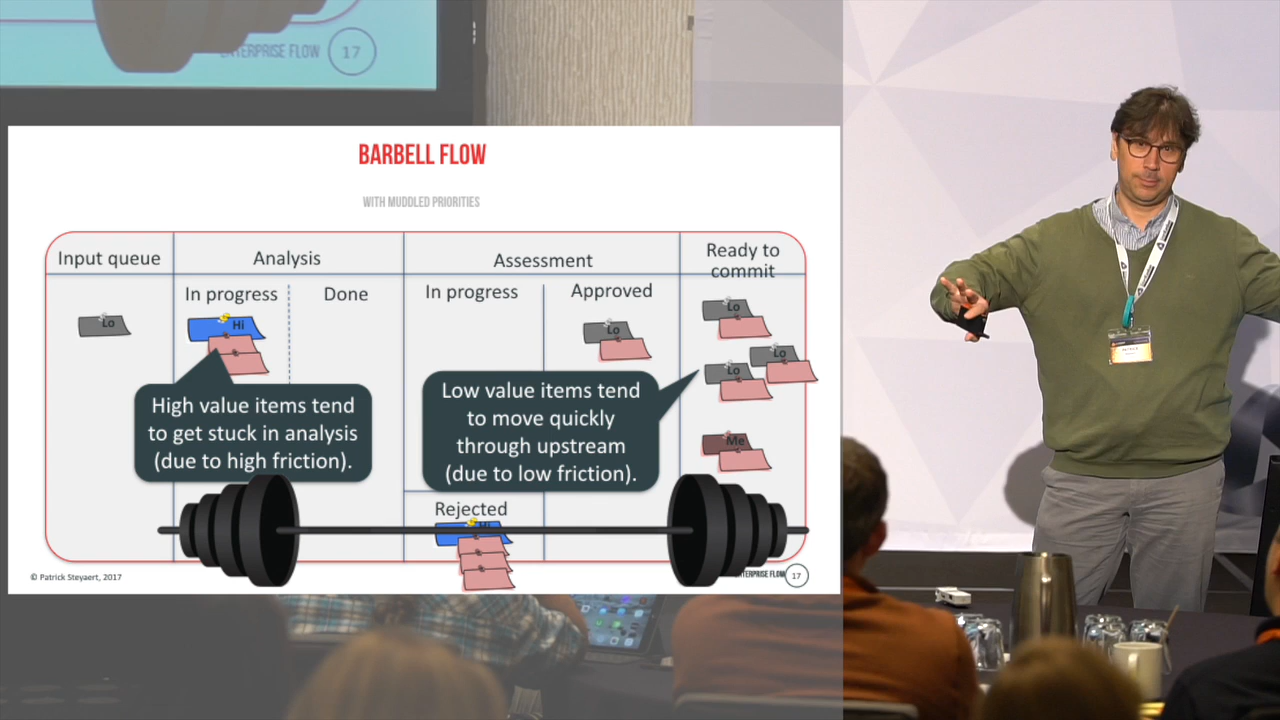 ENTERPRISE FLOW 17
BARBELL FLOW
WITH MUDDLED PRIORITIES
Input queue
Analysis
Assessment
Ready to
commit
In progress
Done
In progress
Approved
Lo
Hi
Lo
Lo
Lo
Lo
Me
High value items tend
to get stuck in analysis
(due to high friction).
Low value items tend
to move quickly
through upstream
(due to low friction).
Rejected
Hi
© Patrick Steyaert, 2017
ENTERPRISE FLOW 17